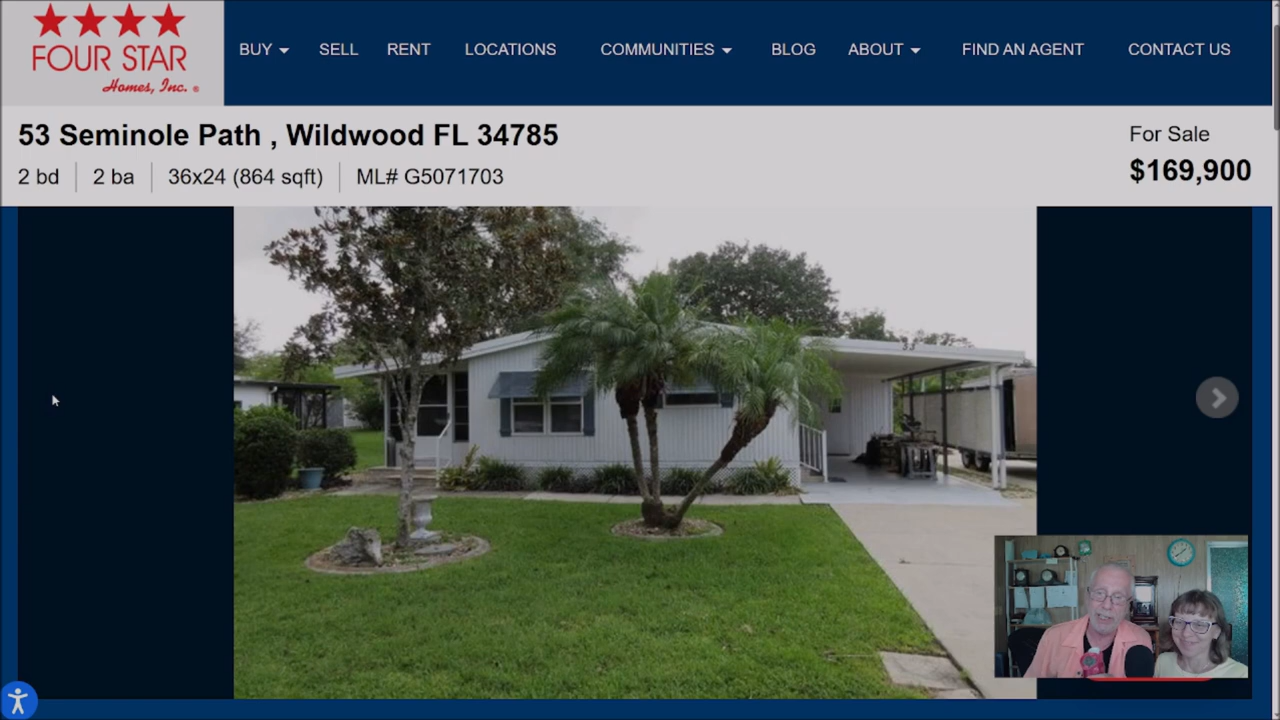 FOUR STAR
Homes, Inc. ®
BUY
SELL
RENT
LOCATIONS
COMMUNITIES
BLOG
ABOUT
FIND AN AGENT
CONTACT US
53 Seminole Path , Wildwood FL 34785
2 bd
2 ba
36x24 (864 sqft)
ML# G5071703
For Sale
$169,900